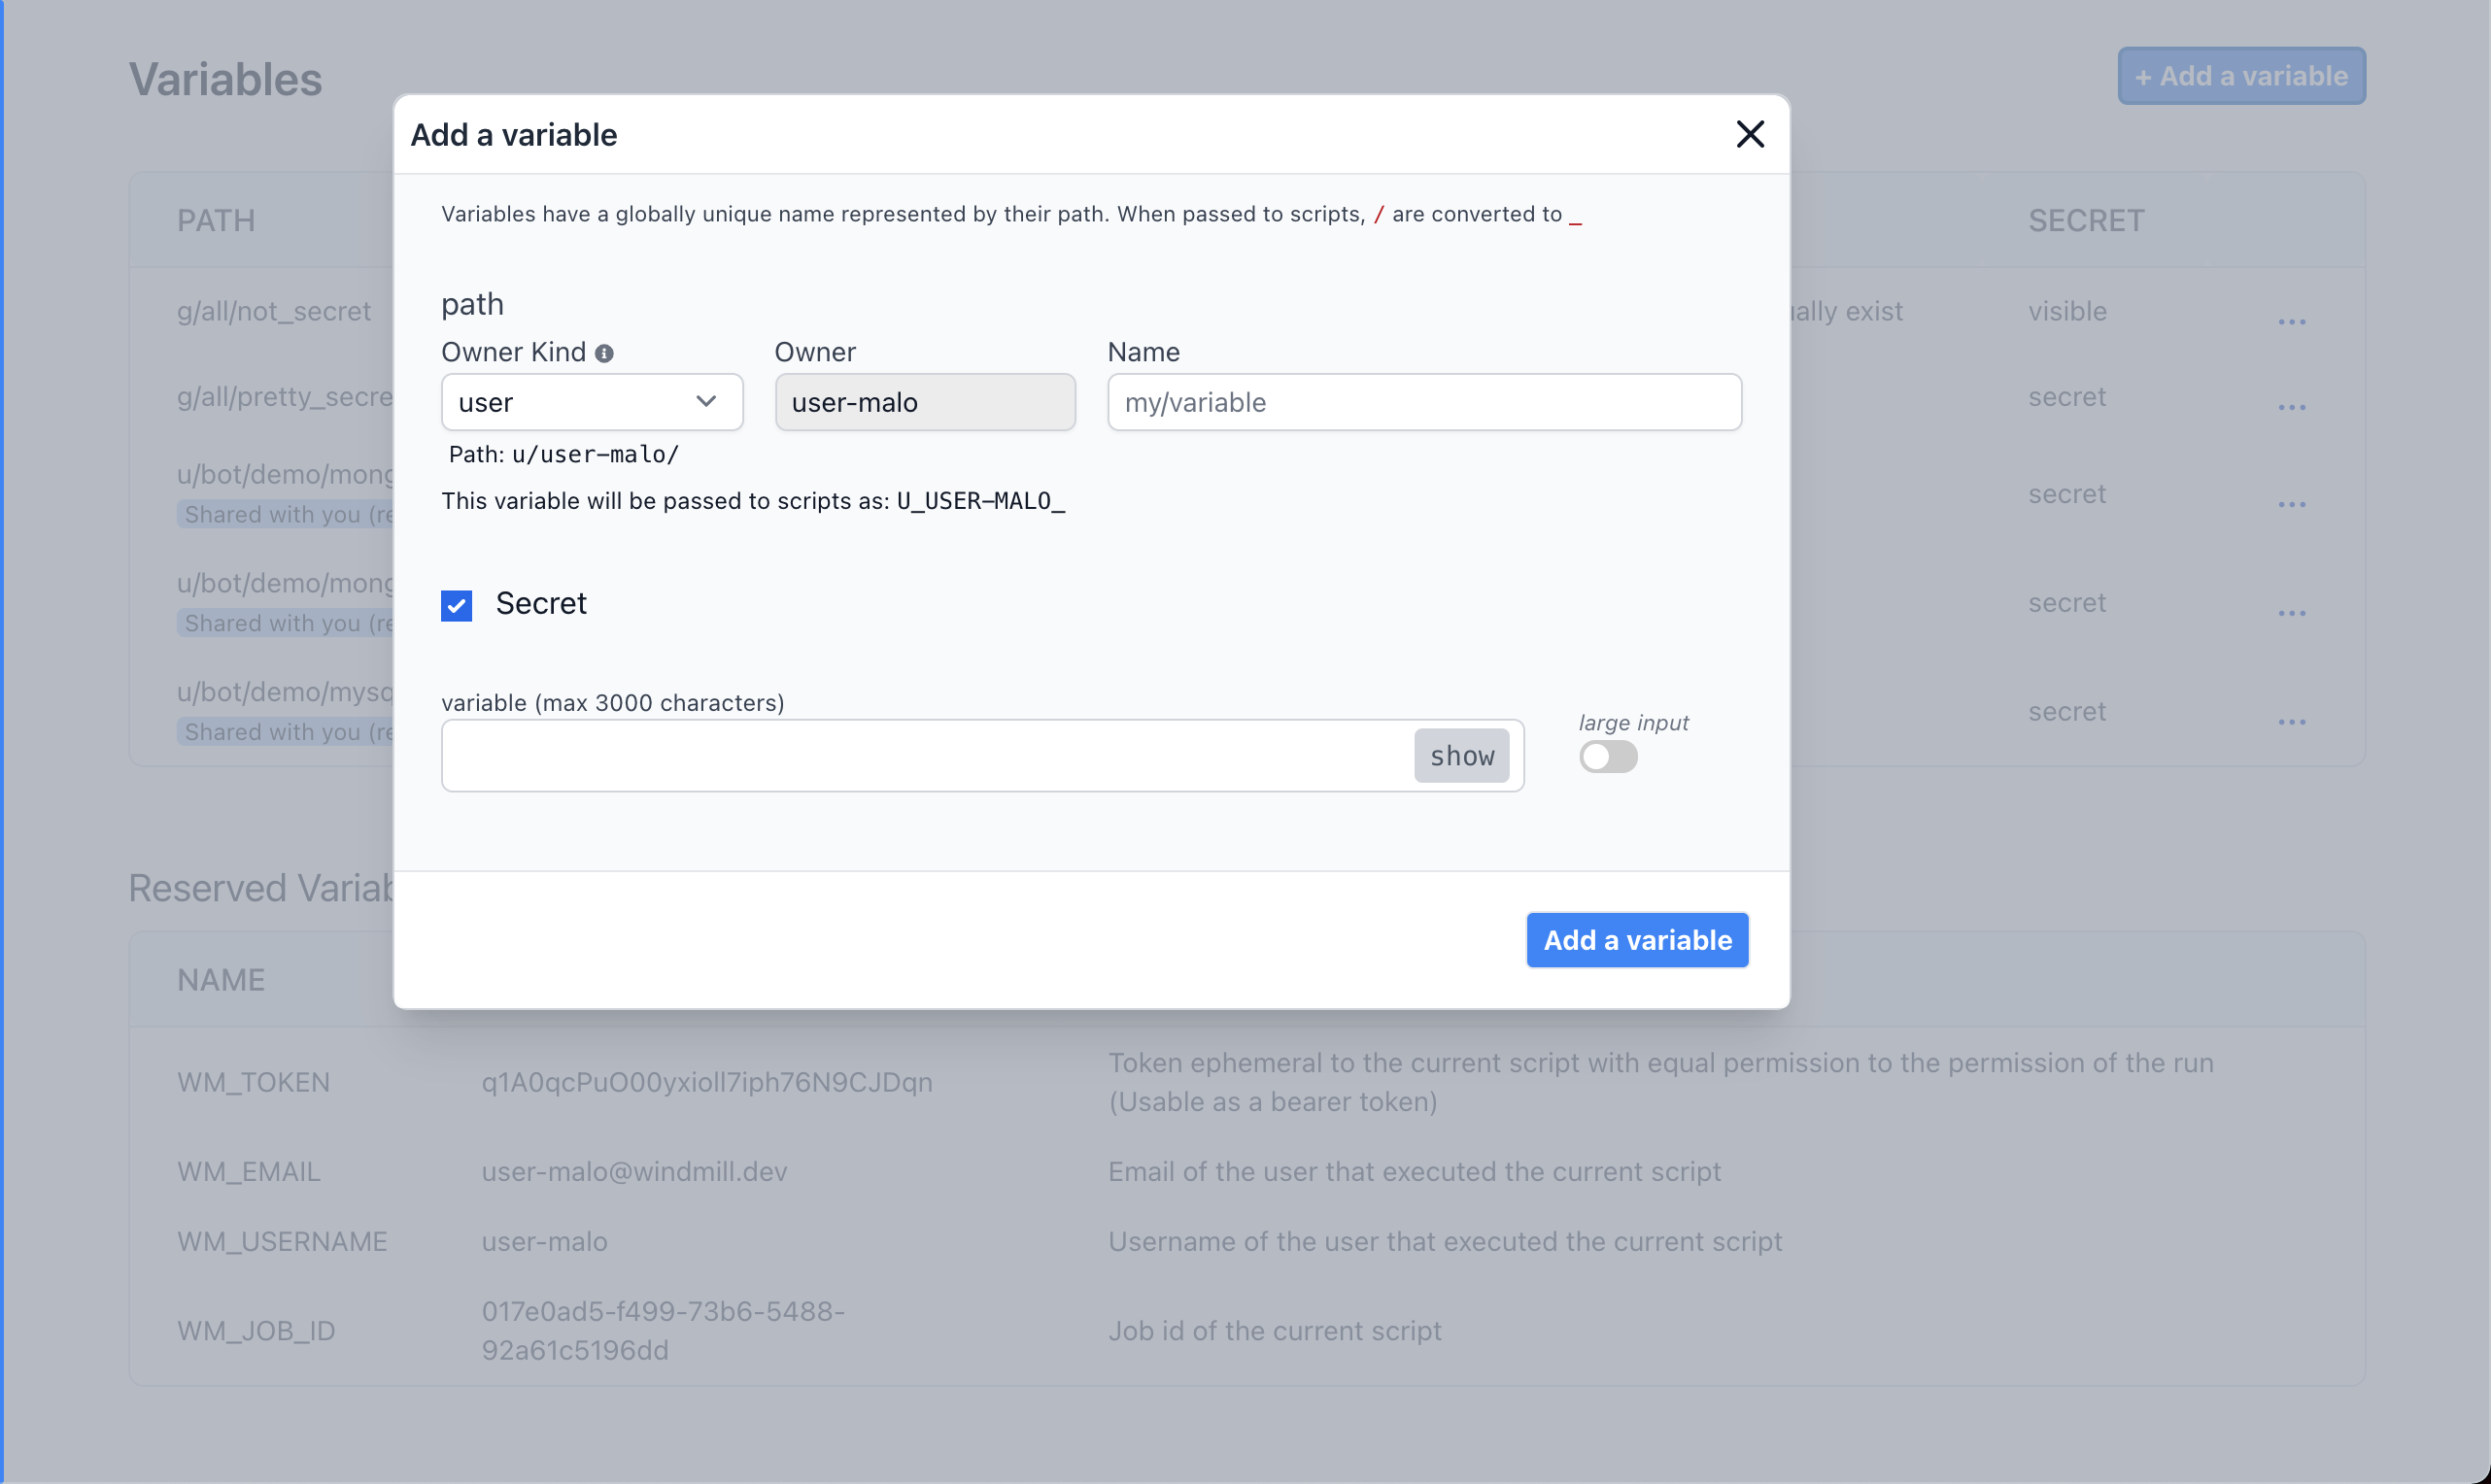 Variables
+ Add a variable
Add a variable
Variables have a globally unique name represented by their path. When passed to scripts, / are converted to _
path
Owner Kind
Owner
Name
user
user-malo
my/variable
Path: u/user-malo/
This variable will be passed to scripts as: U_USER-MALO_
Secret
variable (max 3000 characters)
show
large input
Add a variable
PATH
SECRET
g/all/not_secret
exist
visible
...
g/all/pretty_secre
secret
...
u/bot/demo/mong
Shared with you (re
secret
...
u/bot/demo/mong
Shared with you (re
secret
...
u/bot/demo/mysq
Shared with you (re
secret
...
Reserved Variab
NAME
WM_TOKEN
q1A0qcPuO00yxioll7iph76N9CJDqn
Token ephemeral to the current script with equal permission to the permission of the run
(Usable as a bearer token)
WM_EMAIL
user-malo@windmill.dev
Email of the user that executed the current script
WM_USERNAME
user-malo
Username of the user that executed the current script
WM_JOB_ID
017e0ad5-f499-73b6-5488-
92a61c5196dd
Job id of the current script